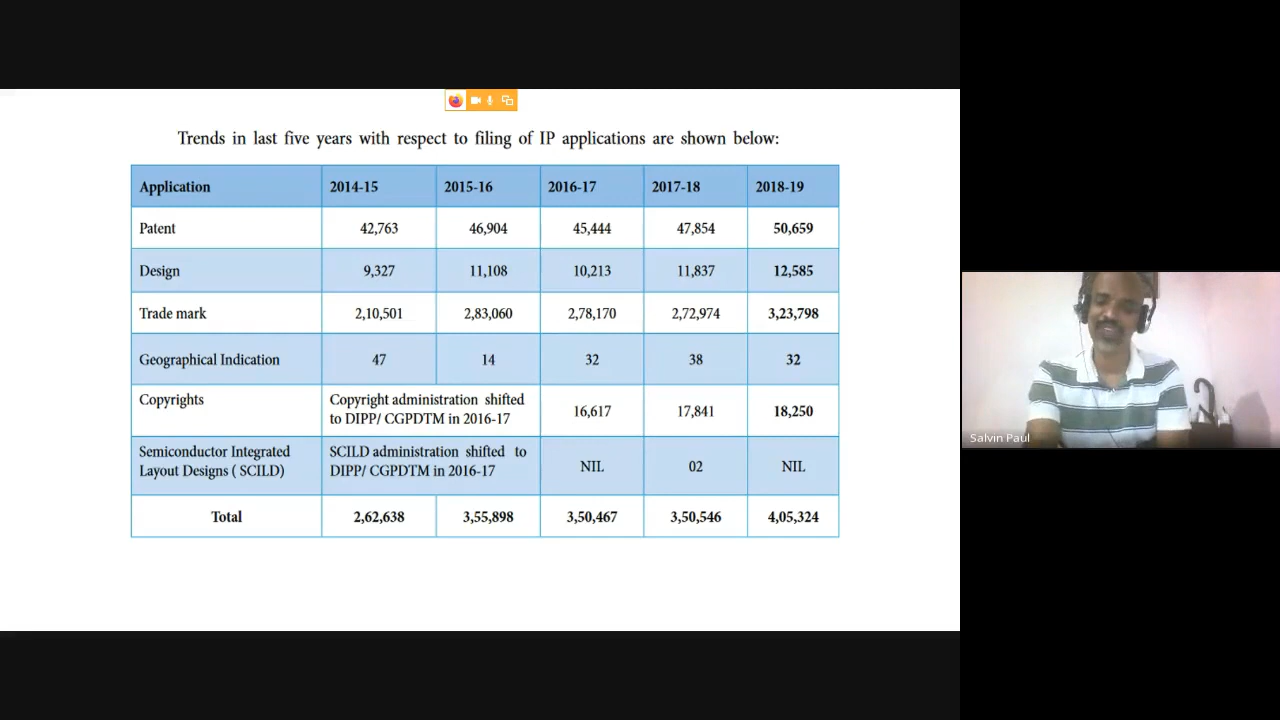 Trends in last five years with respect to filing of IP applications are shown below:
Application 2014-15 2015-16 2016-17 2017-18 2018-19
Patent 42,763 46,904 45,444 47,854 50,659
Design 9,327 11,108 10,213 11,837 12,585
Trade mark 2,10,501 2,83,060 2,78,170 2,72,974 3,23,798
Geographical Indication 47 14 32 38 32
Copyrights Copyright administration shifted
to DIPP/ CGPDTM in 2016-17 16,617 17,841 18,250
Semiconductor Integrated SCILD administration shifted to
Layout Designs ( SCILD) DIPP/ CGPDTM in 2016-17 NIL 02 NIL
Total 2,62,638 3,55,898 3,50,467 3,50,546 4,05,324
Salvin Paul